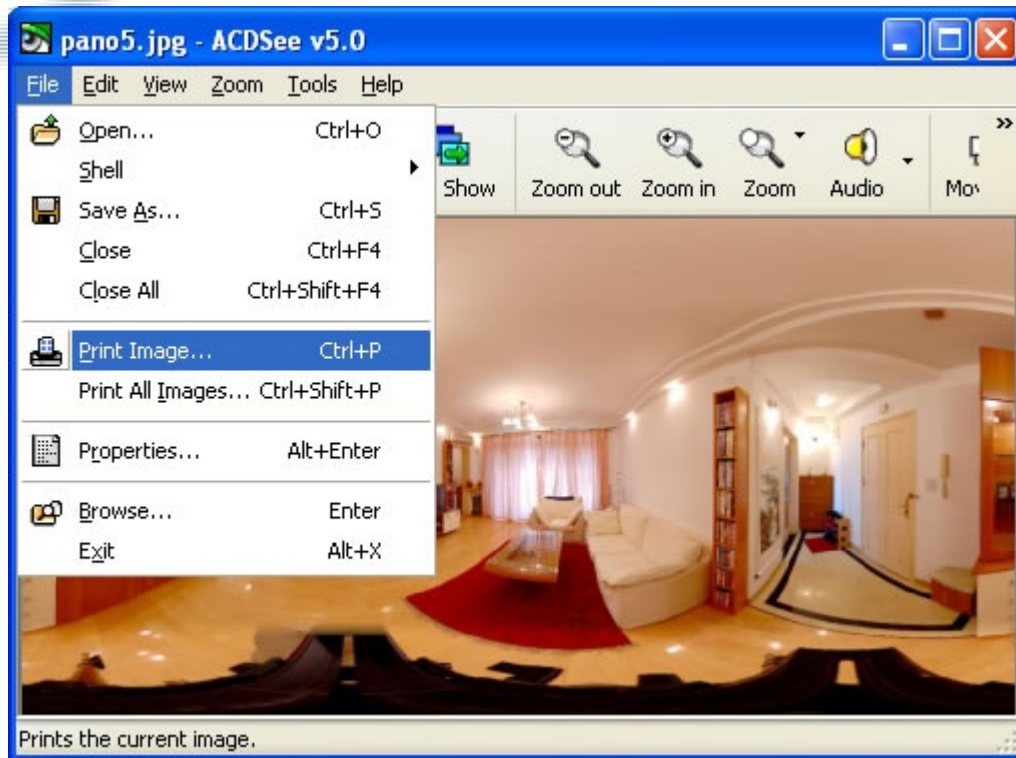 pano5.jpg - ACDSee v5.0
File Edit View Zoom Tools Help
Show Zoom out Zoom in Zoom Audio
Open... Ctrl+O
Shell
Save As... Ctrl+S
Close Ctrl+F4
Close All Ctrl+Shift+F4
Print Image... Ctrl+P
Print All Images... Ctrl+Shift+P
Properties... Alt+Enter
Browse... Enter
Exit Alt+X
Prints the current image.